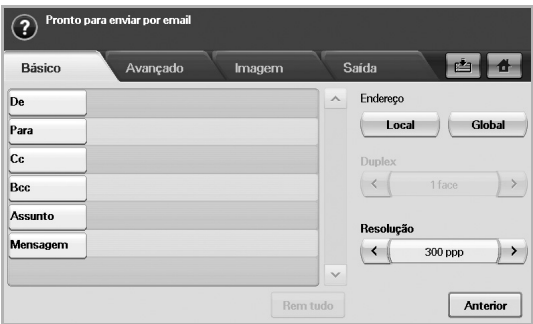 Pronto para enviar por email
Básico
Avançado
Imagem
Saída
De
Para
Cc
Bcc
Assunto
Mensagem
Endereço
Local
Global
Duplex
1 face
Resolução
300 ppp
Rem tudo
Anterior